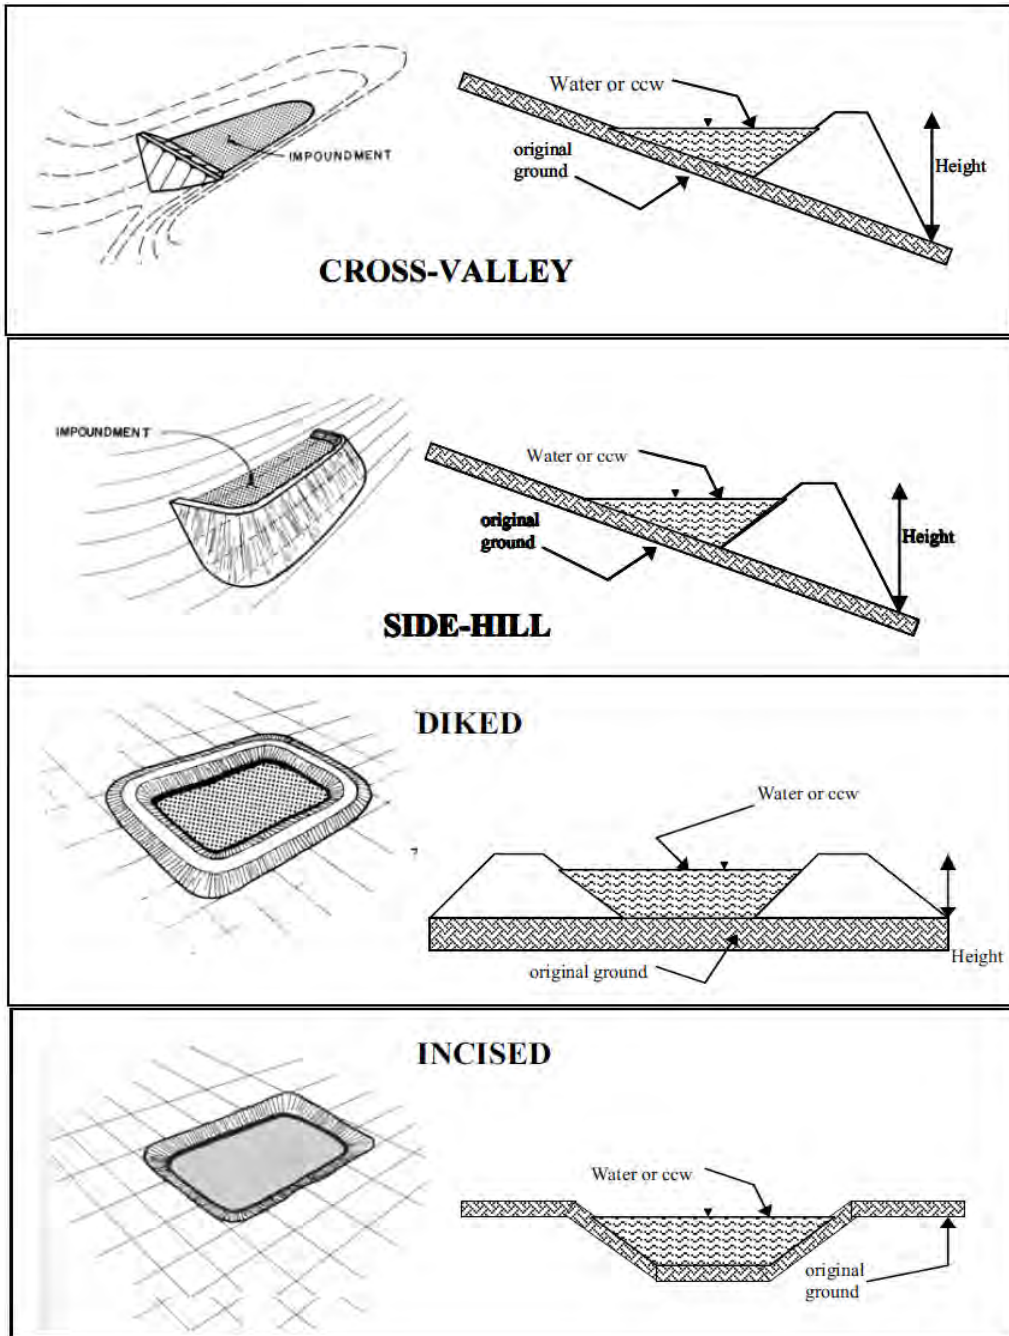 Water or ccw
IMPOUNDMENT
original
ground
Height
CROSS-VALLEY
IMPOUNDMENT
Water or ccw
original
ground
Height
SIDE-HILL
DIKED
Water or ccw
7
Height
original ground
INCISED
Water or ccw
original
ground